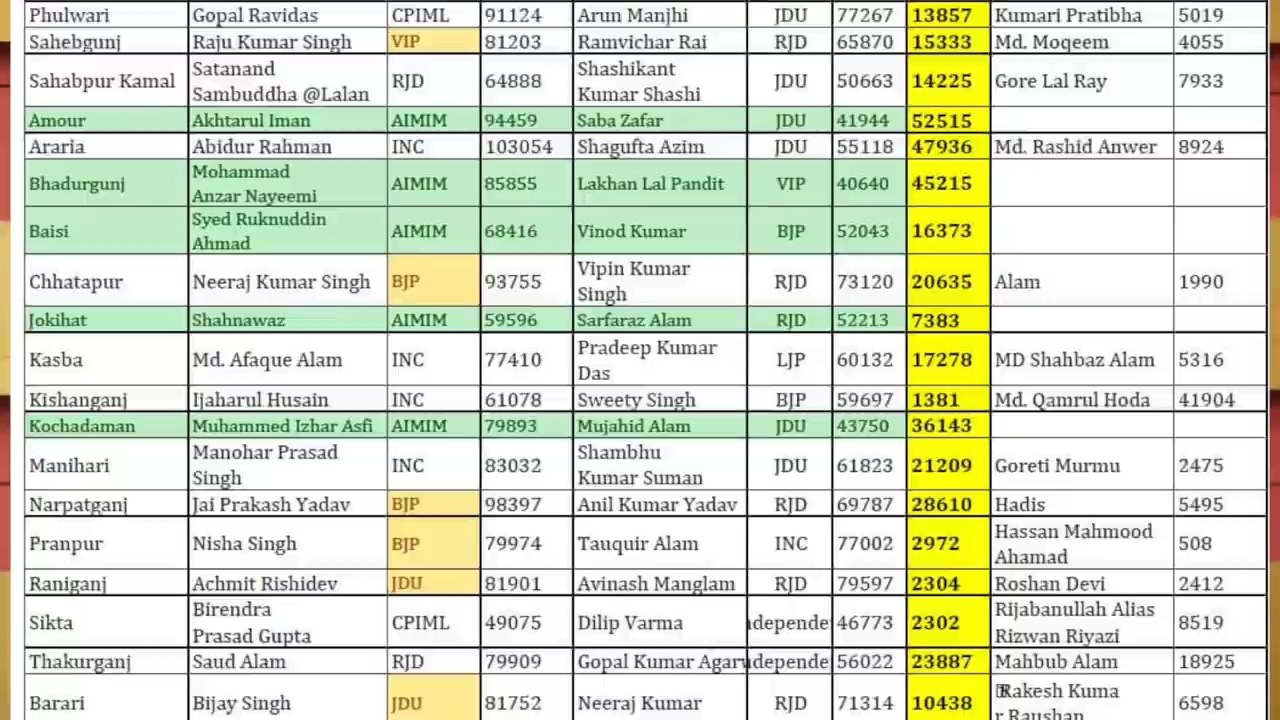 Phulwari Gopal Ravidas CPIML 91124 Arun Manjhi JDU 77267 13857 Kumari Pratibha 5019
Sahebgunj Raju Kumar Singh VIP 81203 Ramvichar Rai RJD 65870 15333 Md. Moqeem 4055
Sahabpur Kamal Satanand Sambuddha @Lalan RJD 64888 Shashikant Kumar Shashi JDU 50663 14225 Gore Lal Ray 7933
Amour Akhtarul Iman AIMIM 94459 Saba Zafar JDU 41944 52515
Araria Abidur Rahman INC 103054 Shagufta Azim JDU 55118 47936 Md. Rashid Anwer 8924
Bhadurgunj Mohammad Anzar Nayeemi AIMIM 85855 Lakhan Lal Pandit VIP 40640 45215
Baisi Syed Ruknuddin Ahmad AIMIM 68416 Vinod Kumar BJP 52043 16373
Chhatapur Neeraj Kumar Singh BJP 93755 Vipin Kumar Singh RJD 73120 20635 Alam 1990
Jokihat Shahnawaz AIMIM 59596 Sarfaraz Alam RJD 52213 7383
Kasba Md. Afaque Alam INC 77410 Pradeep Kumar Das LJP 60132 17278 MD Shahbaz Alam 5316
Kishanganj Ijaharul Husain INC 61078 Sweety Singh BJP 59697 1381 Md. Qamrul Hoda 41904
Kochadaman Muhammed Izhar Asfi AIMIM 79893 Mujahid Alam JDU 43750 36143
Manihari Manohar Prasad Singh INC 83032 Shambhu Kumar Suman JDU 61823 21209 Goreti Murmu 2475
Narpatganj Jai Prakash Yadav BJP 98397 Anil Kumar Yadav RJD 69787 28610 Hadis 5495
Pranpur Nisha Singh BJP 79974 Tauquir Alam INC 77002 2972 Hassan Mahmood Ahamad 508
Raniganj Achmit Rishidev JDU 81901 Avinash Manglam RJD 79597 2304 Roshan Devi 2412
Sikta Birendra Prasad Gupta CPIML 49075 Dilip Varma depende 46773 2302 Rijabanullah Alias Rizwan Riyazi 8519
Thakurganj Saud Alam RJD 79909 Gopal Kumar Agar depende 56022 23887 Mahbub Alam 18925
Barari Bijay Singh JDU 81752 Neeraj Kumar RJD 71314 10438 Rakesh Kuma r Raushan 6598